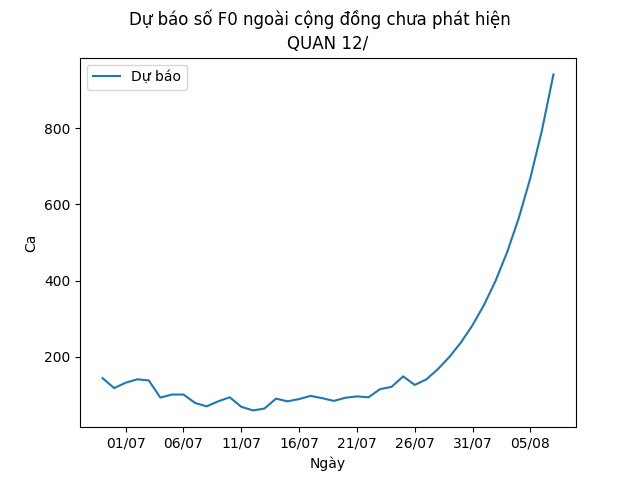 Dự báo số F0 ngoài cộng đồng chưa phát hiện
QUAN 12/
Dự báo
800
600
400
200
Ca
01/07 06/07 11/07 16/07 21/07 26/07 31/07 05/08
Ngày